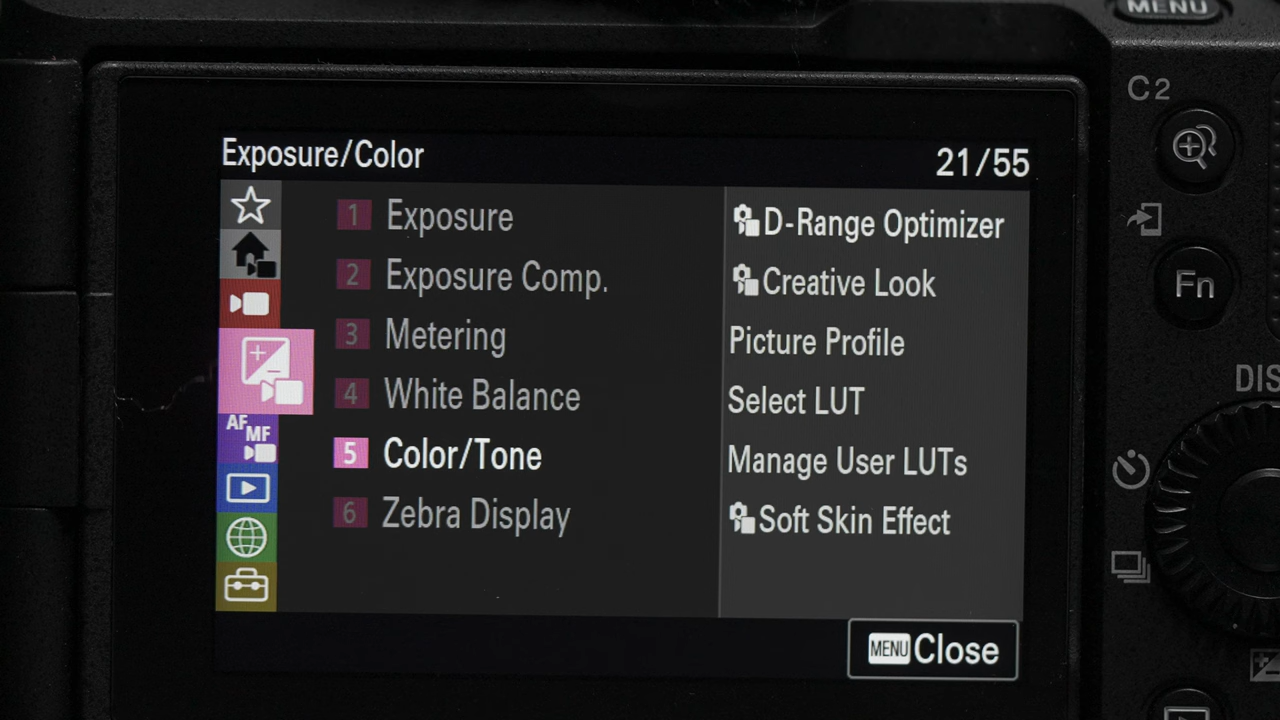 MENU
C2
Exposure/Color
21/55
1 Exposure
2 Exposure Comp.
3 Metering
4 White Balance
5 Color/Tone
6 Zebra Display
AF MF
D-Range Optimizer
Creative Look
Picture Profile
Select LUT
Manage User LUTs
Soft Skin Effect
MENU Close
Fn
DIS